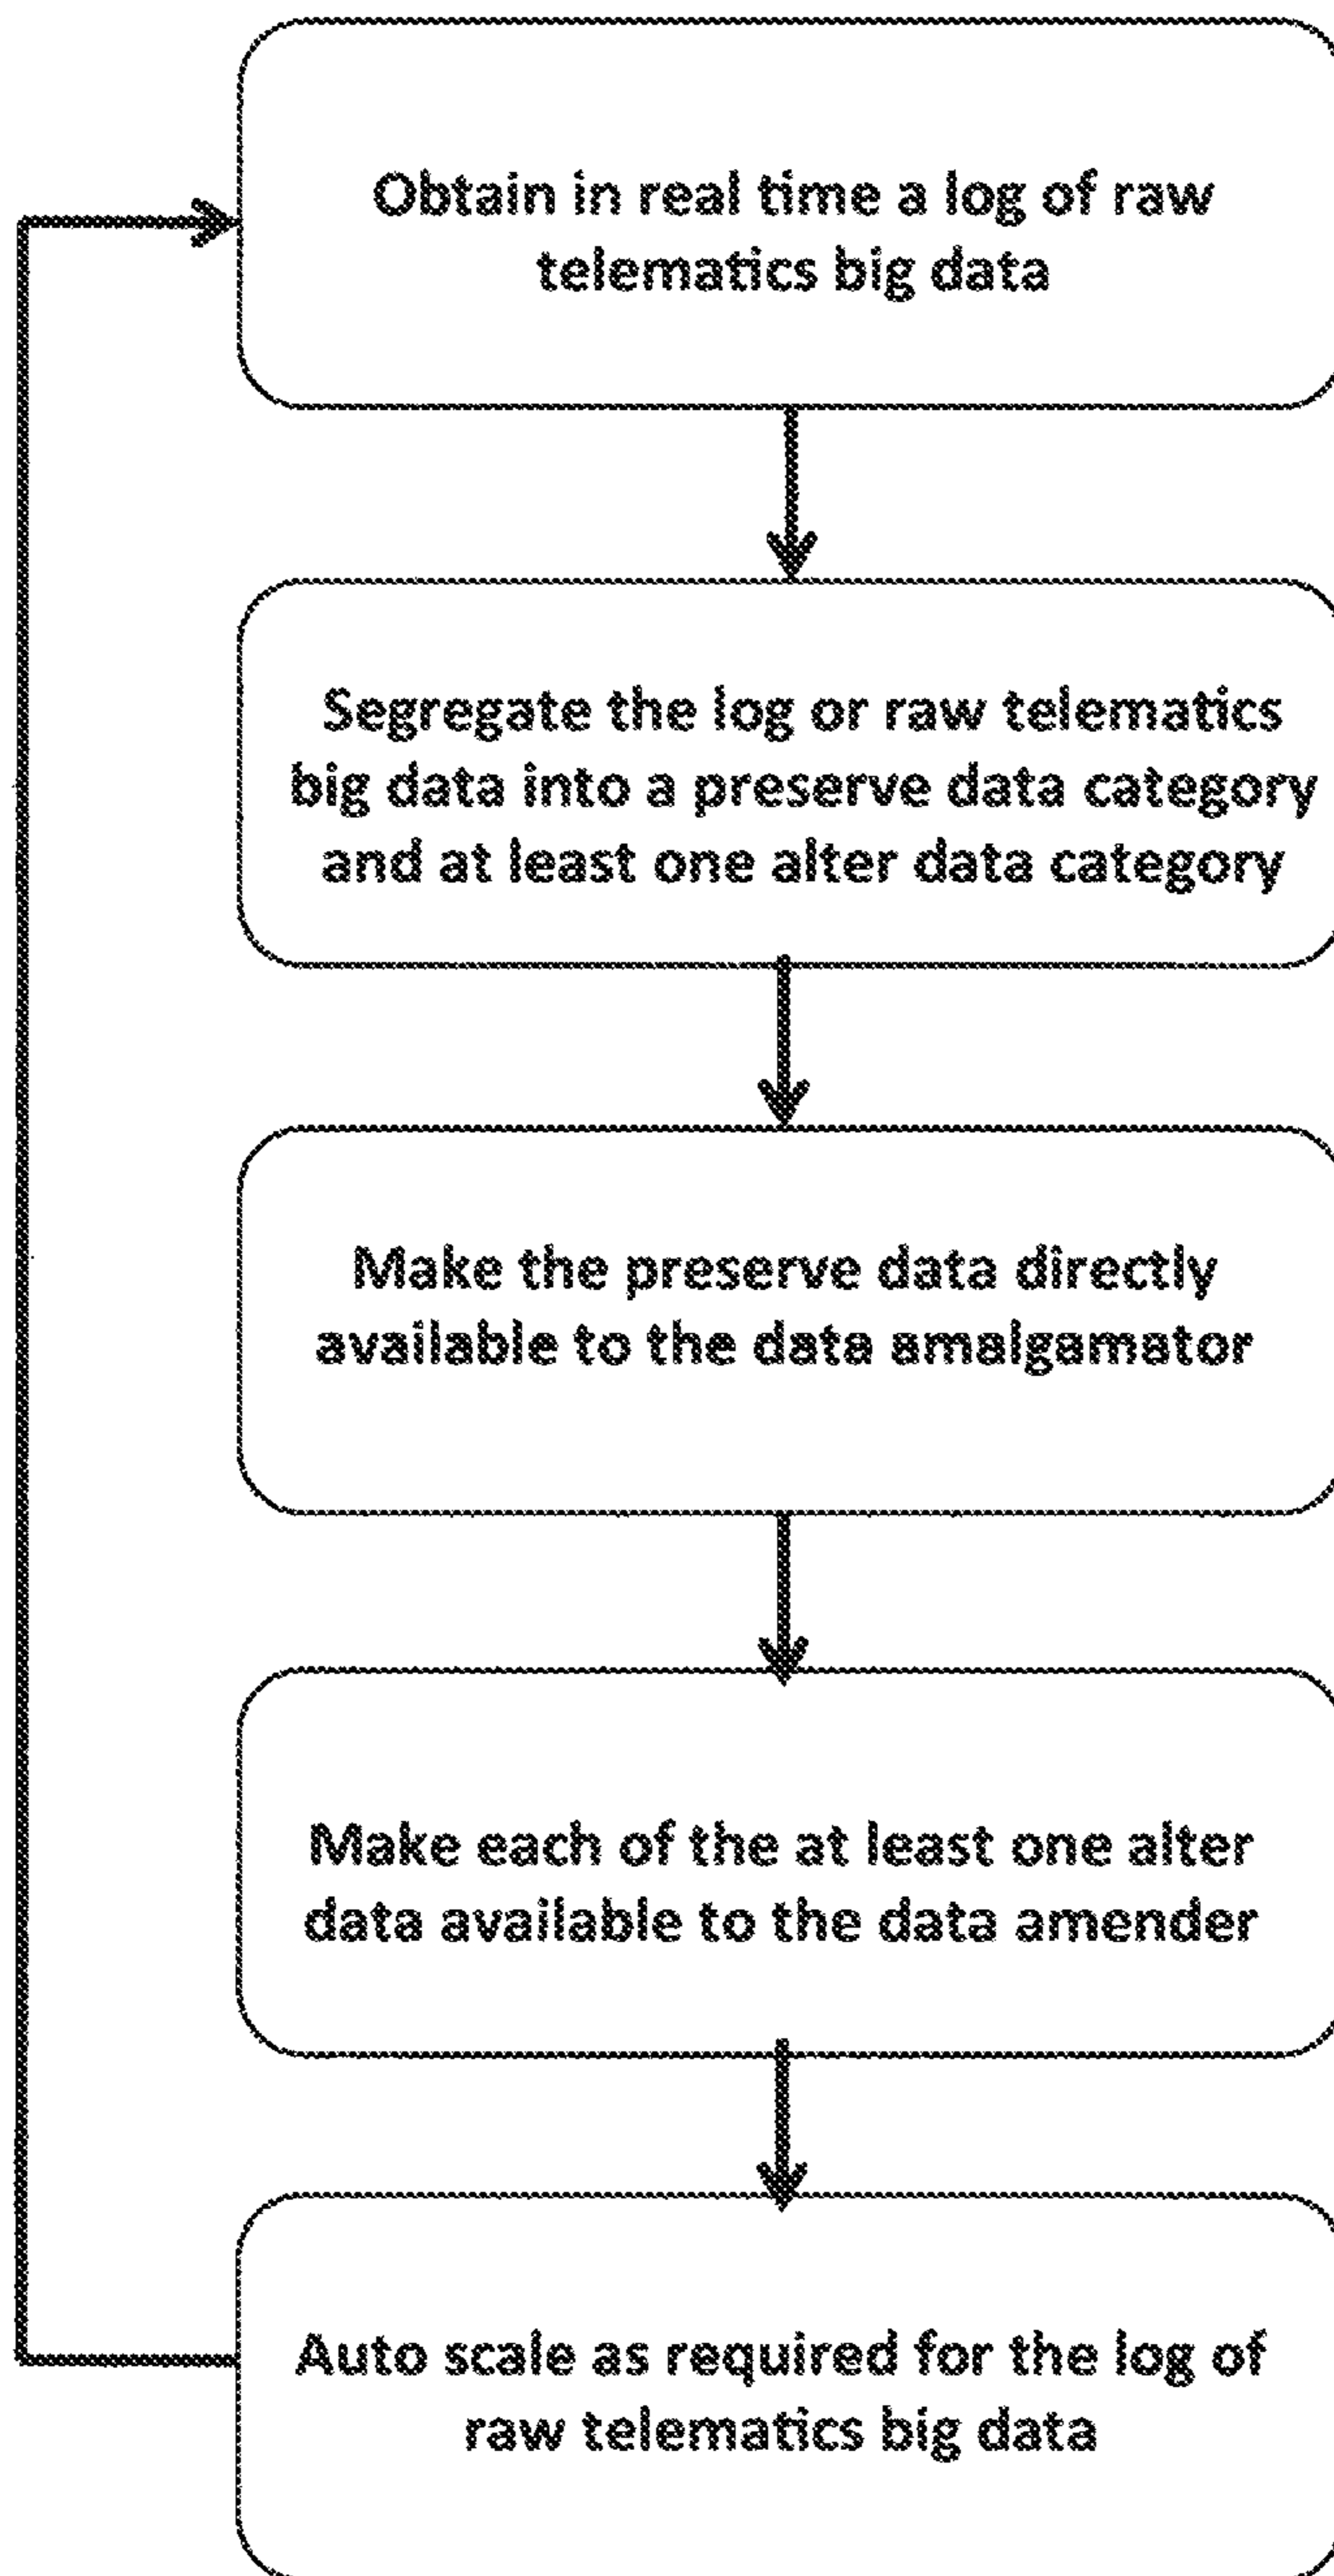 Obtain in real time a log of raw
telematics big data
Segregate the log or raw telematics
big data into a preserve data category
and at least one alter data category
Make the preserve data directly
available to the data amalgamator
Make each of the at least one alter
data available to the data amender
Auto scale as required for the log of
raw telematics big data